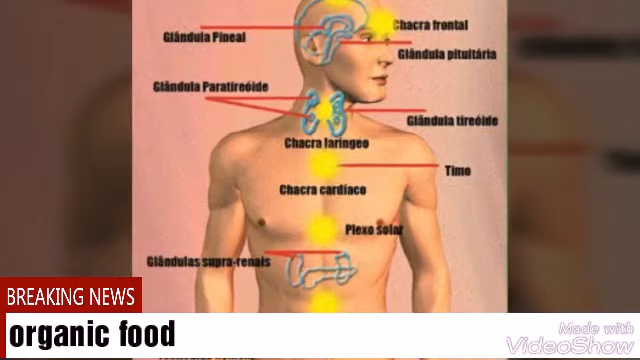 Chacra frontal
Glândula Pineal
Glândula pituitária
Glândula Paratireóide
Glândula tireóide
Chacra laríngeo
Timo
Chacra cardíaco
Plexo solar
Glândulas supra-renais
BREAKING NEWS
organic food
Made with
VideoShow